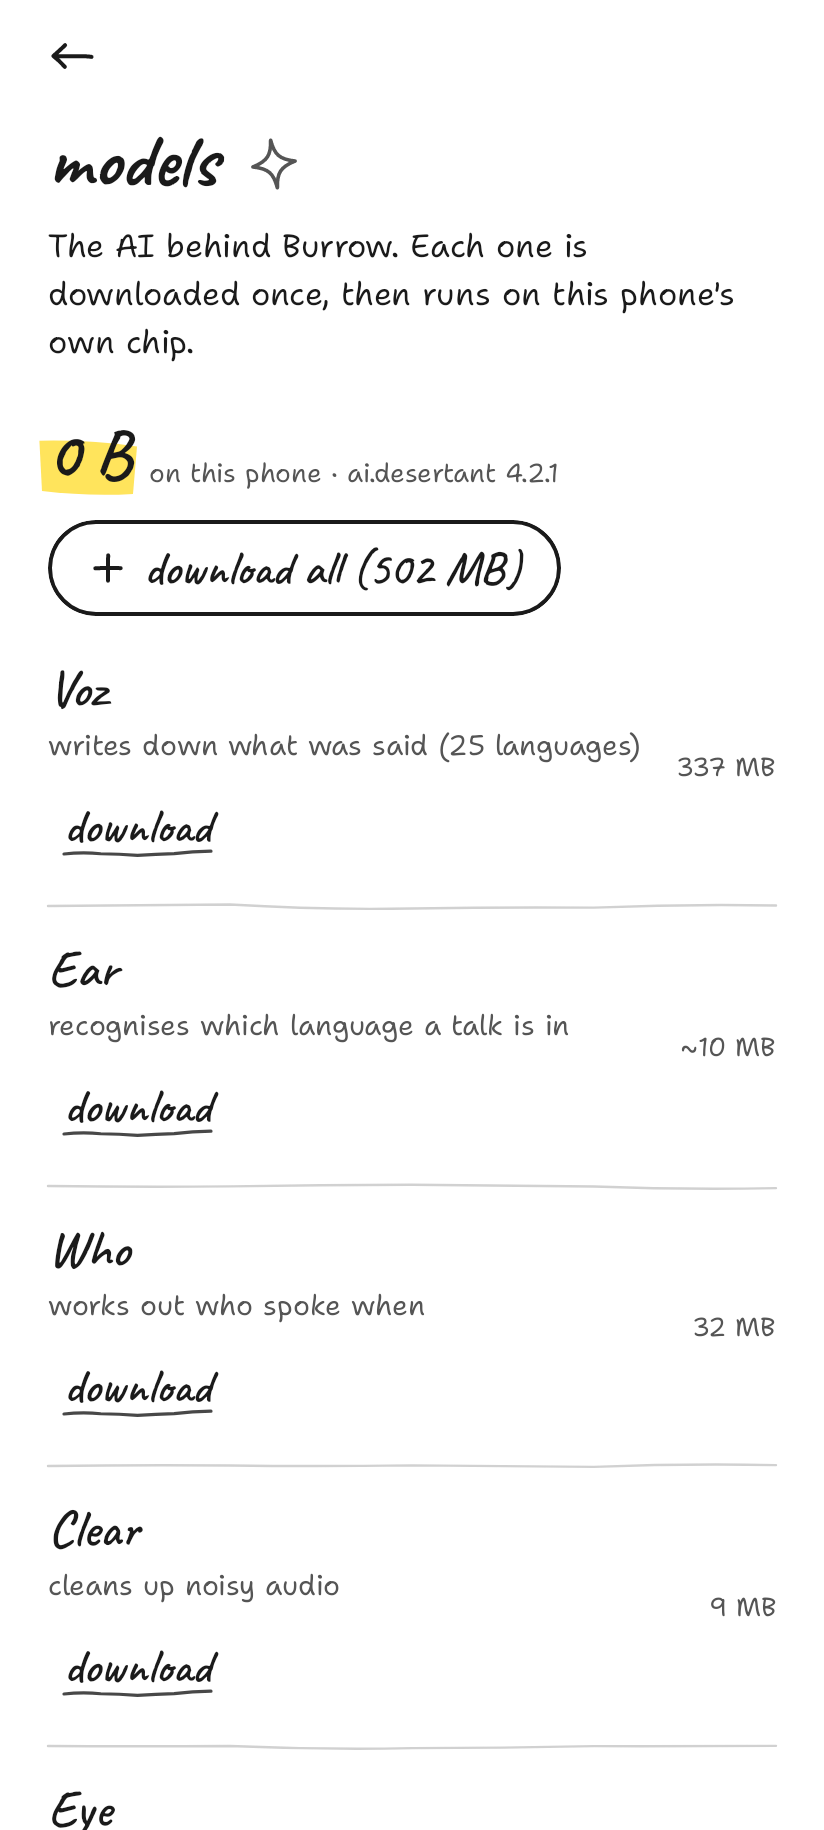 models
The AI behind Burrow. Each one is
downloaded once, then runs on this phone's
own chip.
0 B on this phone · ai.desertant 4.2.1
+ download all (502 MB)
Voz
writes down what was said (25 languages)
337 MB
download
Ear
recognises which language a talk is in
~10 MB
download
Who
works out who spoke when
32 MB
download
Clear
cleans up noisy audio
9 MB
download
Eye